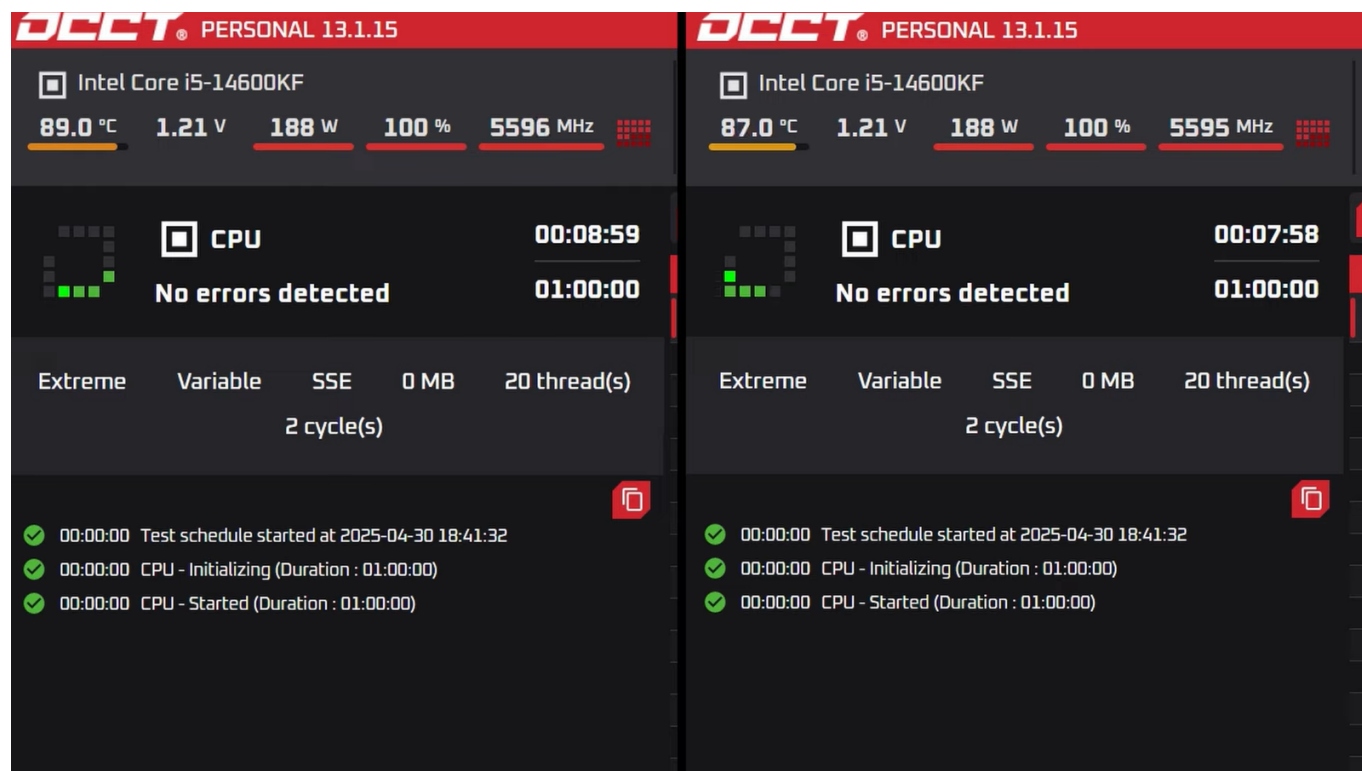 OCCT® PERSONAL 13.1.15
Intel Core i5-14600KF
89.0 °C 1.21 V 188 W 100 % 5596 MHz
CPU 00:08:59
No errors detected 01:00:00
Extreme Variable SSE 0 MB 20 thread(s)
2 cycle(s)
00:00:00 Test schedule started at 2025-04-30 18:41:32
00:00:00 CPU - Initializing (Duration : 01:00:00)
00:00:00 CPU - Started (Duration : 01:00:00)
OCCT® PERSONAL 13.1.15
Intel Core i5-14600KF
87.0 °C 1.21 V 188 W 100 % 5595 MHz
CPU 00:07:58
No errors detected 01:00:00
Extreme Variable SSE 0 MB 20 thread(s)
2 cycle(s)
00:00:00 Test schedule started at 2025-04-30 18:41:32
00:00:00 CPU - Initializing (Duration : 01:00:00)
00:00:00 CPU - Started (Duration : 01:00:00)